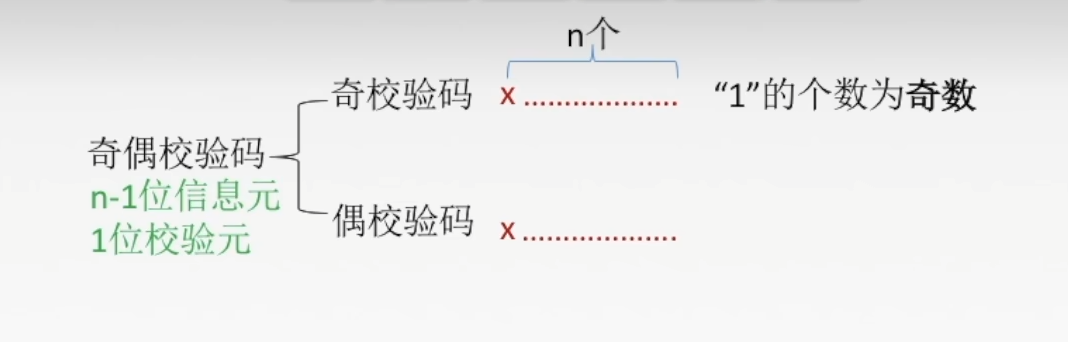 n个
奇校验码 x ................... “1”的个数为奇数
奇偶校验码
n-1位信息元
1位校验元
偶校验码 x ...................